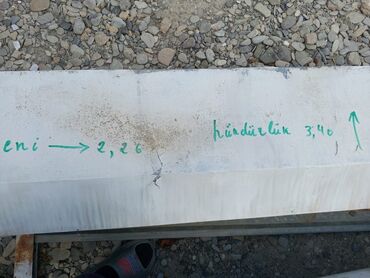 eni → 2,26
hündürlük 3,40 ↑